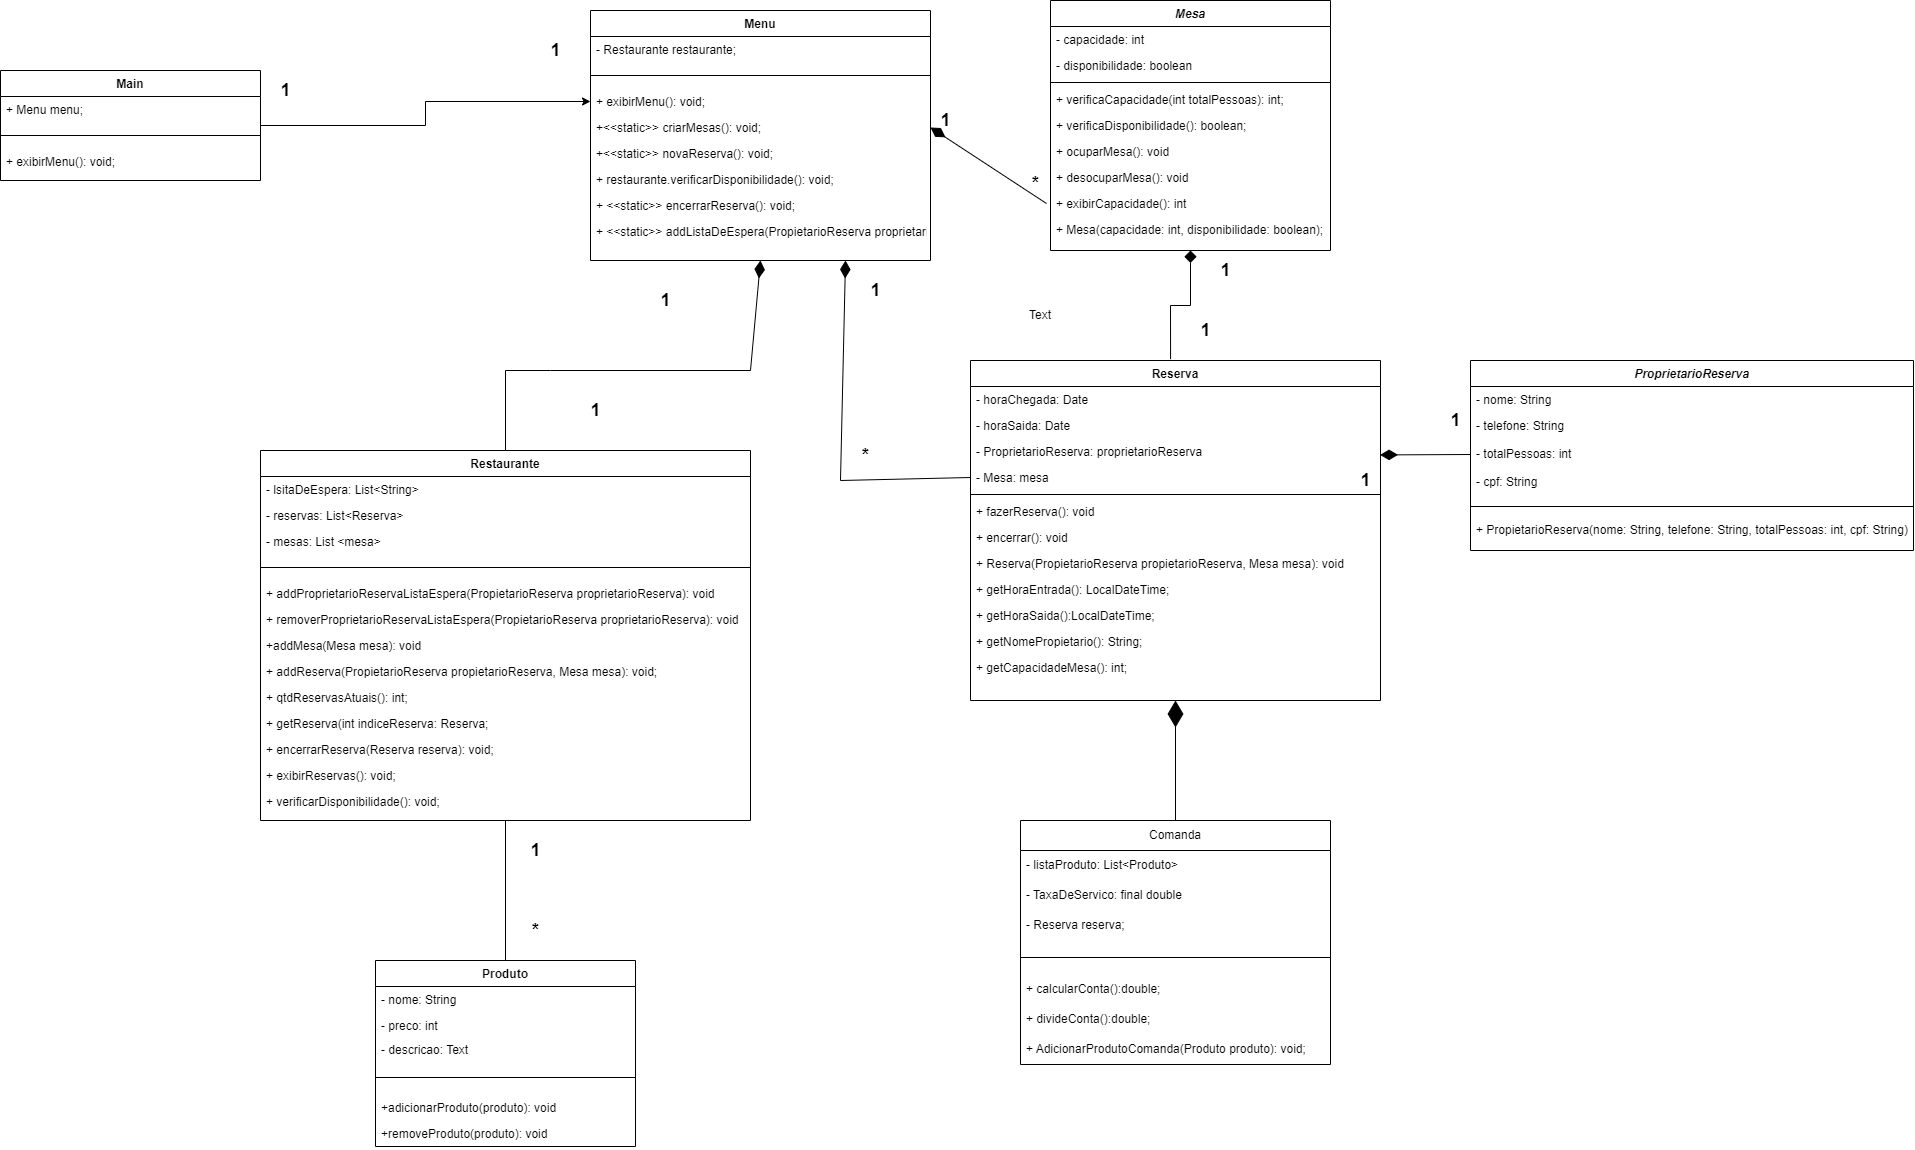 Main
+ Menu menu;
+ exibirMenu(): void;
1
1
Menu
- Restaurante restaurante;
+ exibirMenu(): void;
+<<static>> criarMesas(): void;
+<<static>> novaReserva(): void;
+ restaurante.verificarDisponibilidade(): void;
+ <<static>> encerrarReserva(): void;
+ <<static>> addListaDeEspera(PropietarioReserva proprietar
1
*
Mesa
- capacidade: int
- disponibilidade: boolean
+ verificaCapacidade(int totalPessoas): int;
+ verificaDisponibilidade(): boolean;
+ ocuparMesa(): void
+ desocuparMesa(): void
+ exibirCapacidade(): int
+ Mesa(capacidade: int, disponibilidade: boolean);
1
1
1
*
Text
1
1
Restaurante
- lsitaDeEspera: List<String>
- reservas: List<Reserva>
- mesas: List <mesa>
+ addProprietarioReservaListaEspera(PropietarioReserva proprietarioReserva): void
+ removerProprietarioReservaListaEspera(PropietarioReserva proprietarioReserva): void
+addMesa(Mesa mesa): void
+ addReserva(PropietarioReserva propietarioReserva, Mesa mesa): void;
+ qtdReservasAtuais(): int;
+ getReserva(int indiceReserva: Reserva;
+ encerrarReserva(Reserva reserva): void;
+ exibirReservas(): void;
+ verificarDisponibilidade(): void;
Reserva
- horaChegada: Date
- horaSaida: Date
- ProprietarioReserva: proprietarioReserva
- Mesa: mesa
1
+ fazerReserva(): void
+ encerrar(): void
+ Reserva(PropietarioReserva propietarioReserva, Mesa mesa): void
+ getHoraEntrada(): LocalDateTime;
+ getHoraSaida():LocalDateTime;
+ getNomePropietario(): String;
+ getCapacidadeMesa(): int;
1
ProprietarioReserva
- nome: String
- telefone: String
- totalPessoas: int
- cpf: String
+ PropietarioReserva(nome: String, telefone: String, totalPessoas: int, cpf: String)
1
*
Produto
- nome: String
- preco: int
- descricao: Text
+adicionarProduto(produto): void
+removeProduto(produto): void
Comanda
- listaProduto: List<Produto>
- TaxaDeServico: final double
- Reserva reserva;
+ calcularConta():double;
+ divideConta():double;
+ AdicionarProdutoComanda(Produto produto): void;